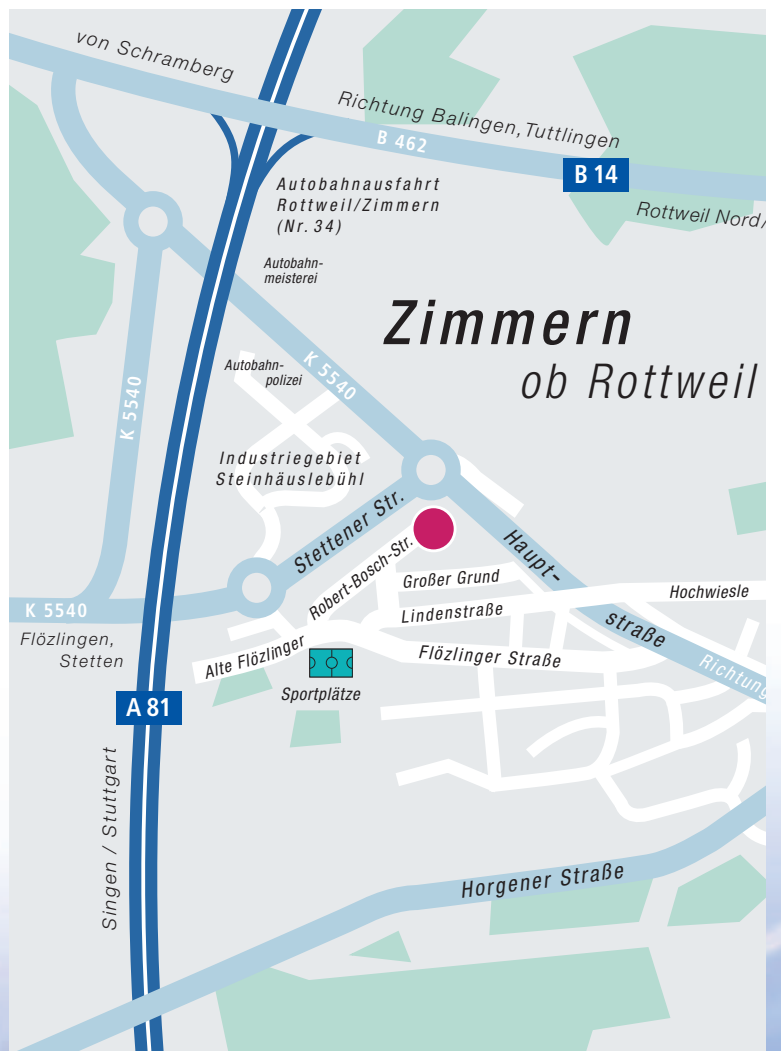 von Schramberg
Richtung Balingen, Tuttlingen
B 462
B 14
Rottweil Nord/
Autobahnausfahrt
Rottweil/Zimmern
(Nr. 34)
Autobahn-
meisterei
Zimmern
ob Rottweil
K 5540
K 5540
Autobahn-
polizei
Industriegebiet
Steinhäuslebühl
Stettener Str.
Robert-Bosch-Str.
Haupt-
straße
Großer Grund
Hochwiesle
Lindenstraße
K 5540
Flözlingen,
Stetten
Alte Flözlinger
Flözlinger Straße
Richtung
Sportplätze
A 81
Singen / Stuttgart
Horgener Straße